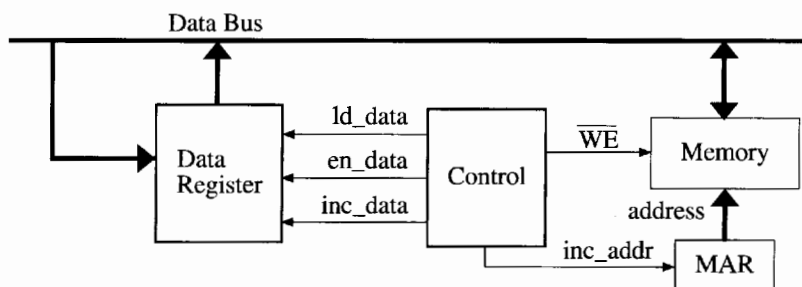 Data Bus
ld_data
WE
Data
Register
en_data
Control
Memory
inc_data
address
inc_addr
MAR